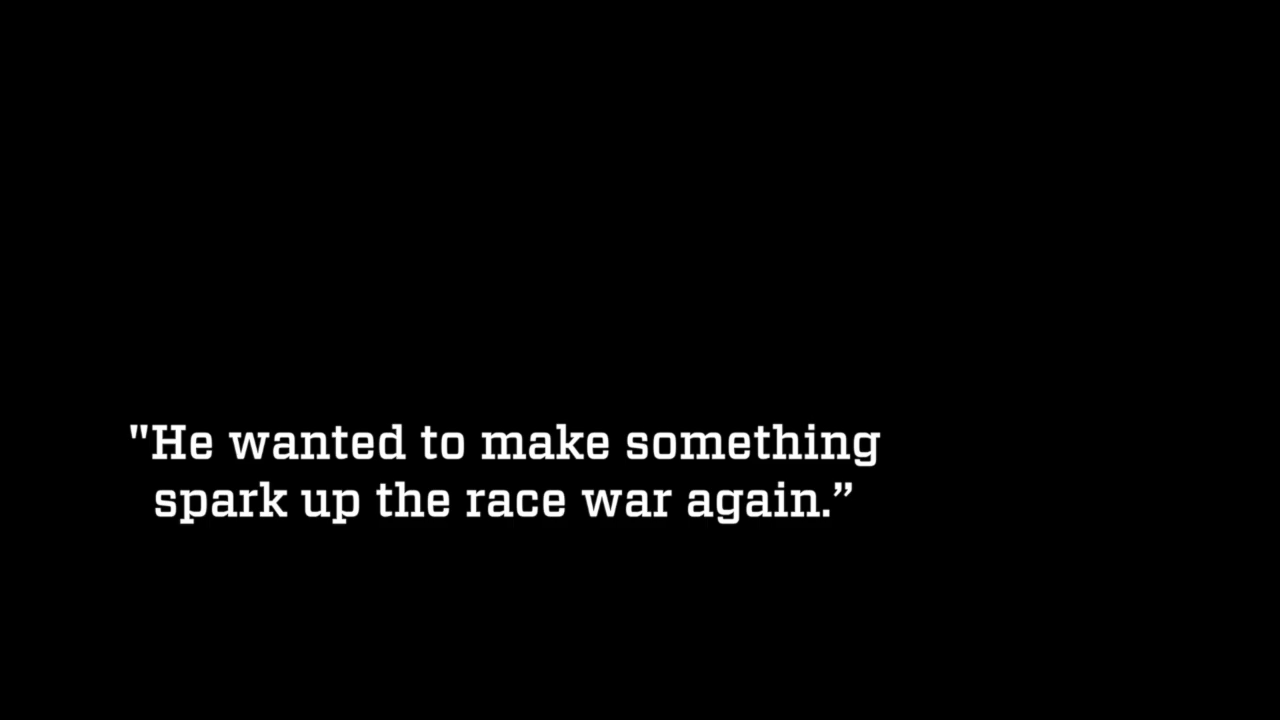 "He wanted to make something
spark up the race war again.”